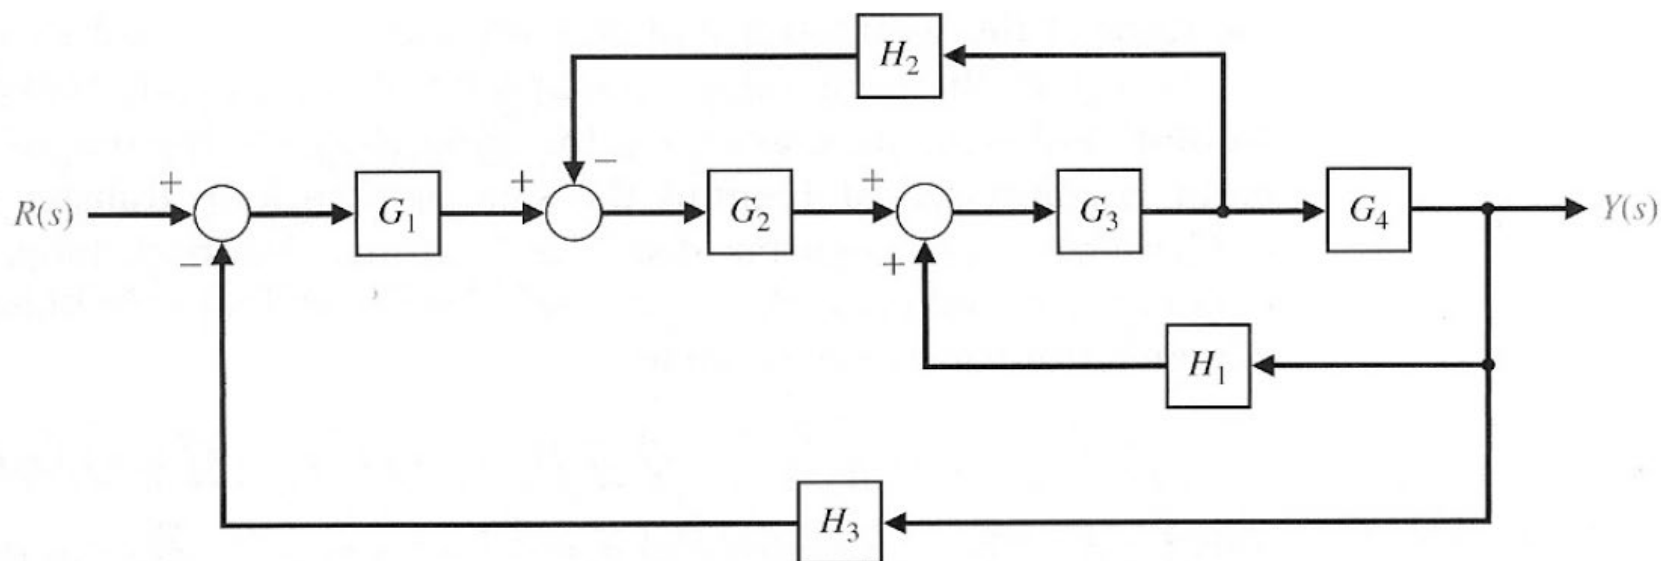 H2
−
+
+
+
R(s)
G1
G2
G3
G4
Y(s)
−
+
H1
H3